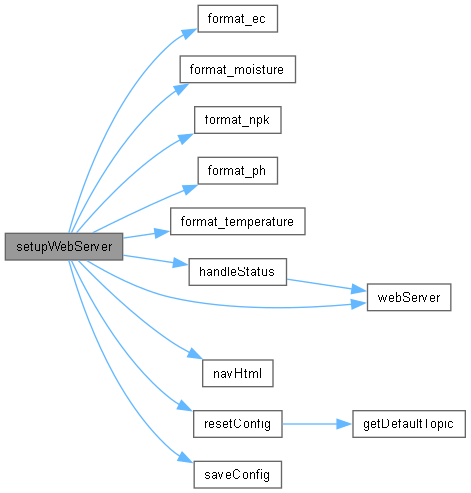 format_ec
format_moisture
format_npk
format_ph
format_temperature
setupWebServer
handleStatus
webServer
navHtml
resetConfig
getDefaultTopic
saveConfig